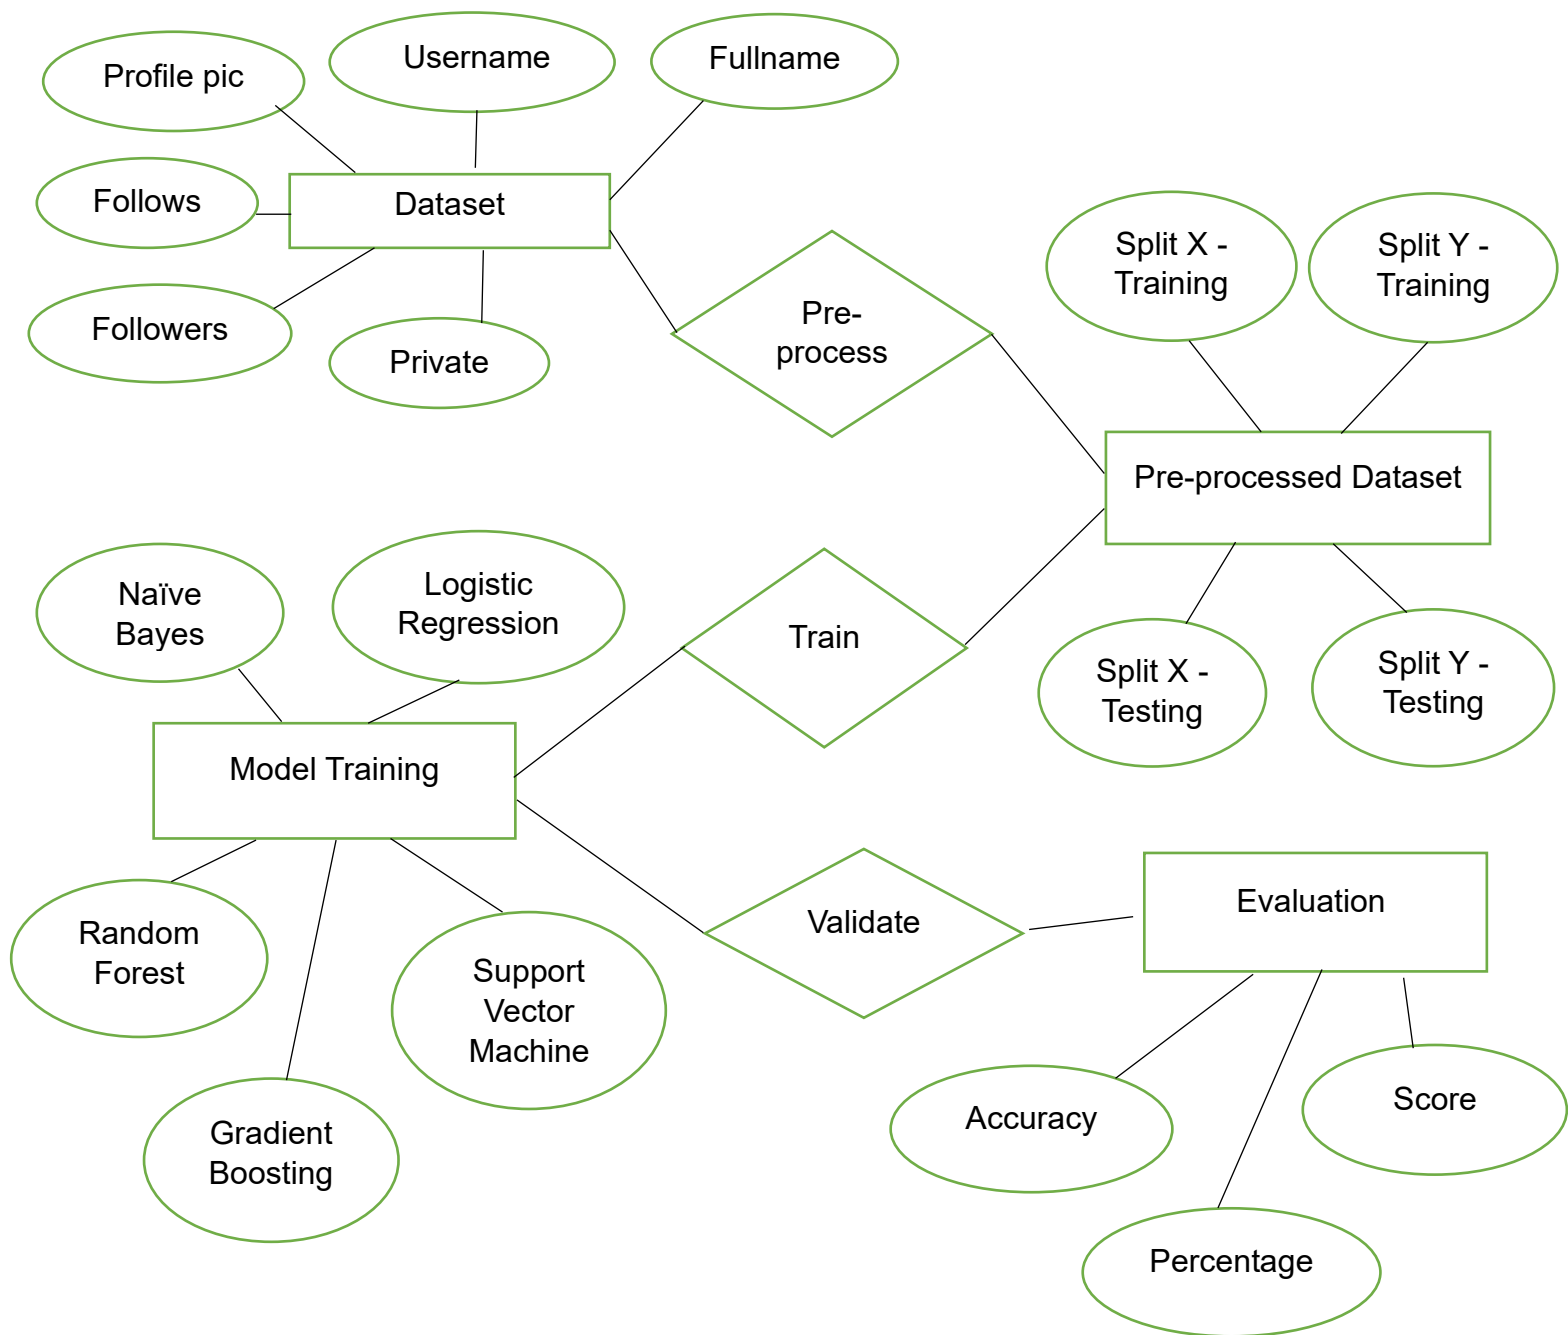 Profile pic
Username
Fullname
Follows
Dataset
Followers
Private
Pre-
process
Split X -
Training
Split Y -
Training
Pre-processed Dataset
Naïve
Bayes
Logistic
Regression
Train
Split X -
Testing
Split Y -
Testing
Model Training
Random
Forest
Support
Vector
Machine
Validate
Evaluation
Gradient
Boosting
Accuracy
Score
Percentage